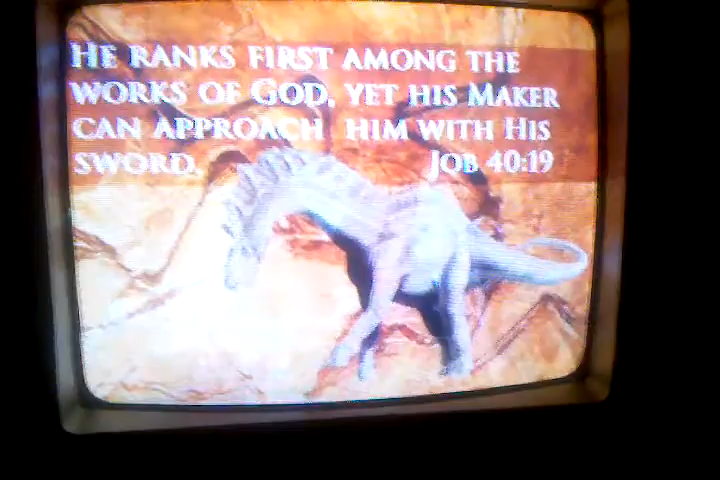 HE RANKS FIRST AMONG THE
WORKS OF GOD, YET HIS MAKER
CAN APPROACH HIM WITH HIS
SWORD. JOB 40:19